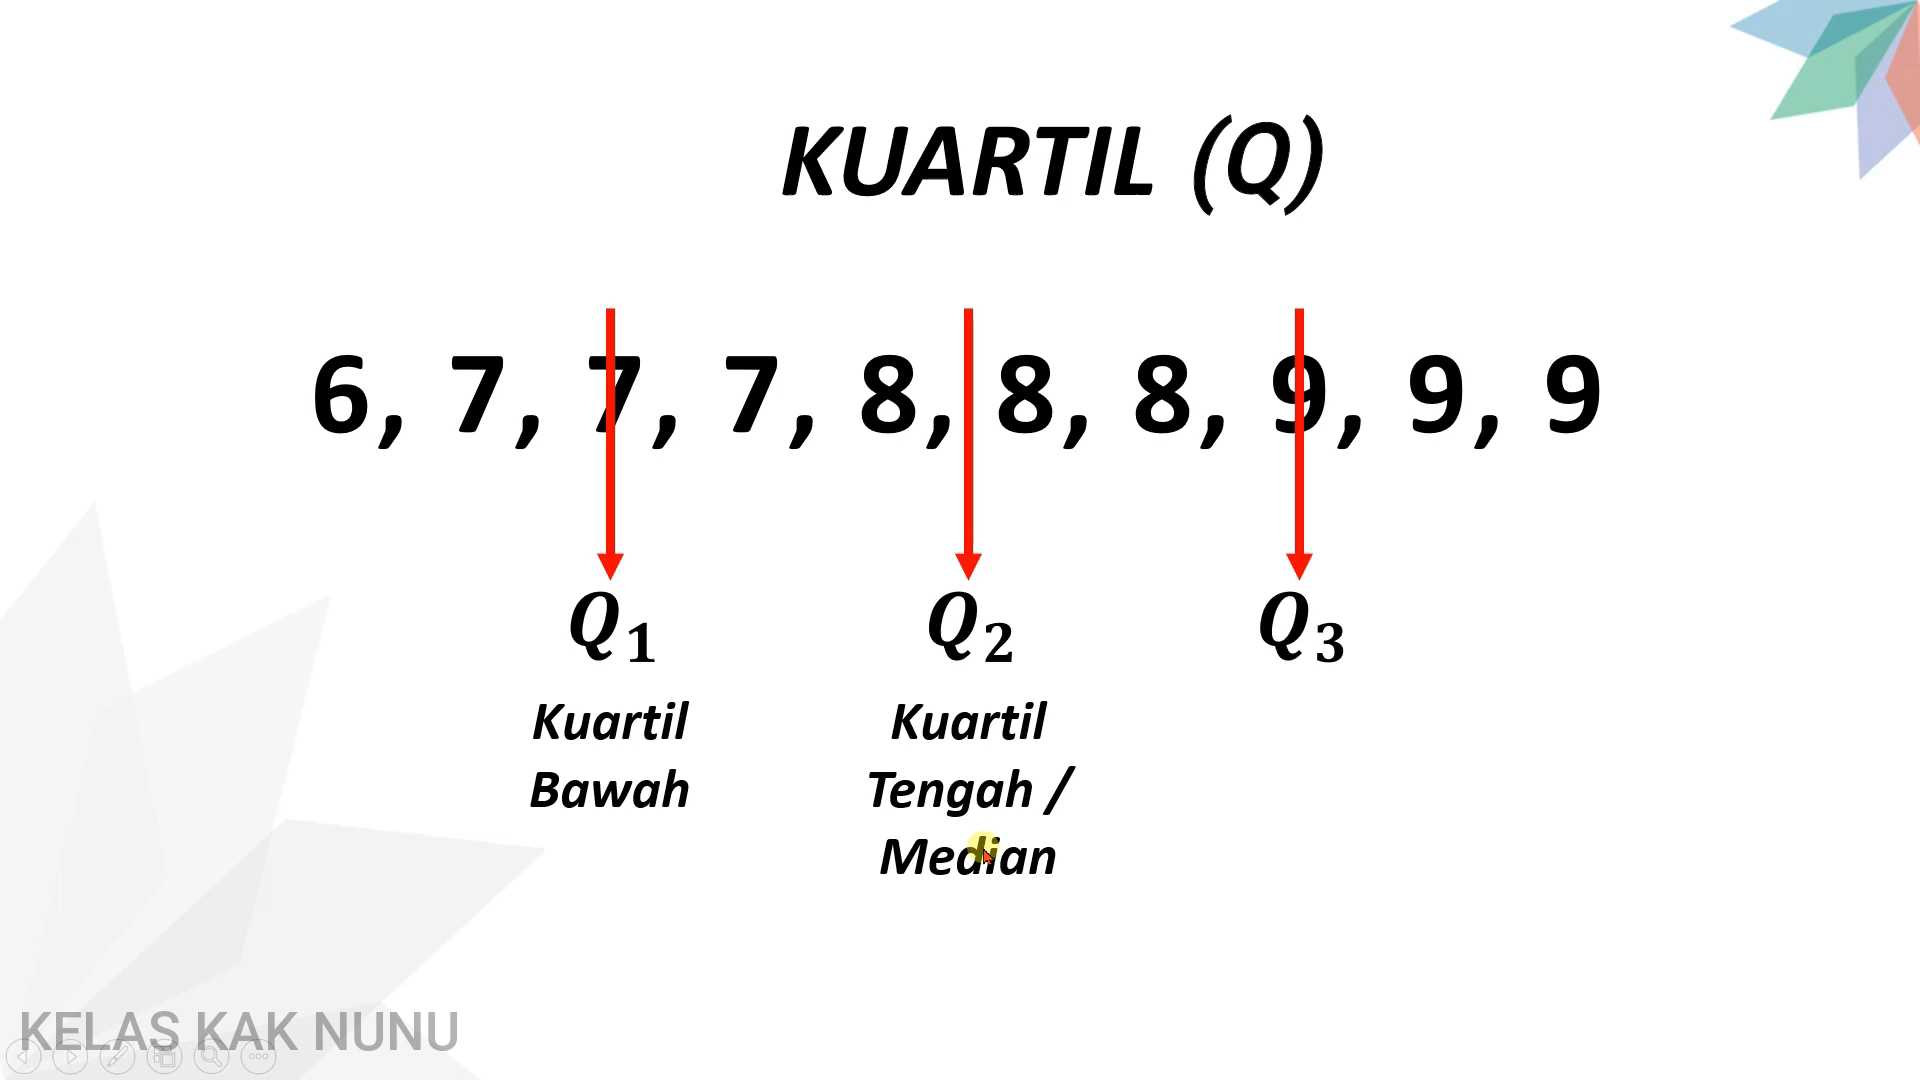 KUARTIL (Q)
6, 7, 7, 7, 8, 8, 8, 9, 9, 9
Q₁ Q₂ Q₃
Kuartil Bawah
Kuartil Tengah / Median
KELAS KAK NUNU